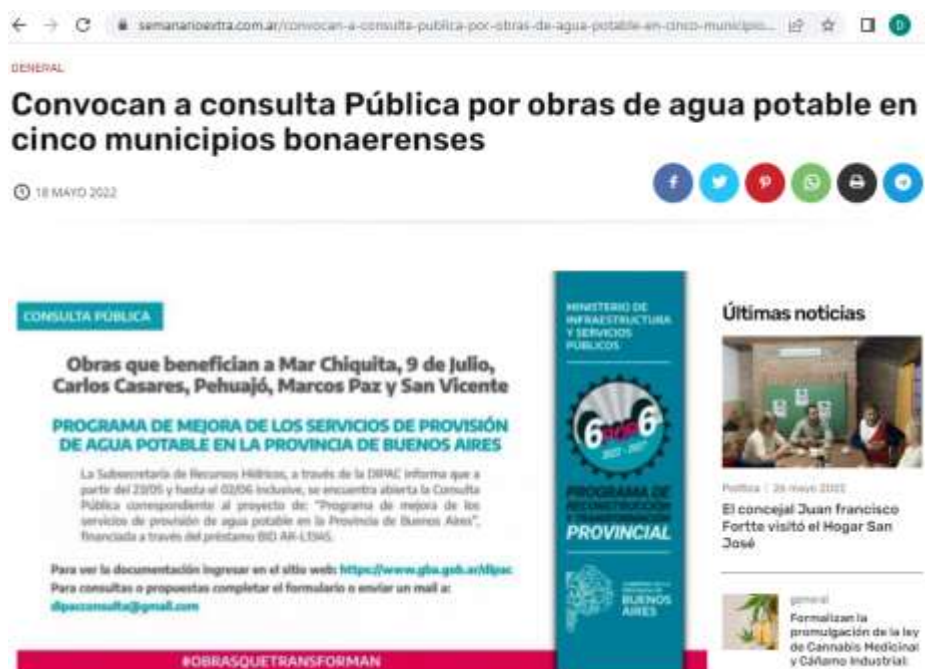 semanarioextra.com.ar/convocan-a-consulta-publica-por-obras-de-agua-potable-en-cinco-municipio...
D
GENERAL
Convocan a consulta Pública por obras de agua potable en
cinco municipios bonaerenses
18 MAYO 2022
CONSULTA PÚBLICA
Obras que benefician a Mar Chiquita, 9 de Julio,
Carlos Casares, Pehuajó, Marcos Paz y San Vicente
PROGRAMA DE MEJORA DE LOS SERVICIOS DE PROVISIÓN
DE AGUA POTABLE EN LA PROVINCIA DE BUENOS AIRES
La Subsecretaría de Recursos Hídricos, a través de la DIPAC informa que a
partir del 23/05 y hasta el 02/06 inclusive, se encuentra abierta la Consulta
Pública correspondiente al proyecto de: "Programa de mejora de los
servicios de provisión de agua potable en la Provincia de Buenos Aires",
financiada a través del préstamo BID AR-L1345.
Para ver la documentación ingresar en el sitio web: https://www.gba.gob.ar/dipac
Para consultas o propuestas completar el formulario o enviar un mail a:
dipacconsulta@gmail.com
#OBRASQUETRANSFORMAN
MINISTERIO DE
INFRAESTRUCTURA
Y SERVICIOS
PÚBLICOS
6 POR 6
PROGRAMA DE
RECONSTRUCCIÓN
Y TRANSFORMACIÓN
PROVINCIAL
BUENOS
AIRES
Últimas noticias
Política | 26 mayo 2022
El concejal Juan francisco
Fortte visitó el Hogar San
José
general
Formalizan la
promulgación de la ley
de Cannabis Medicinal
y Cáñamo Industrial: